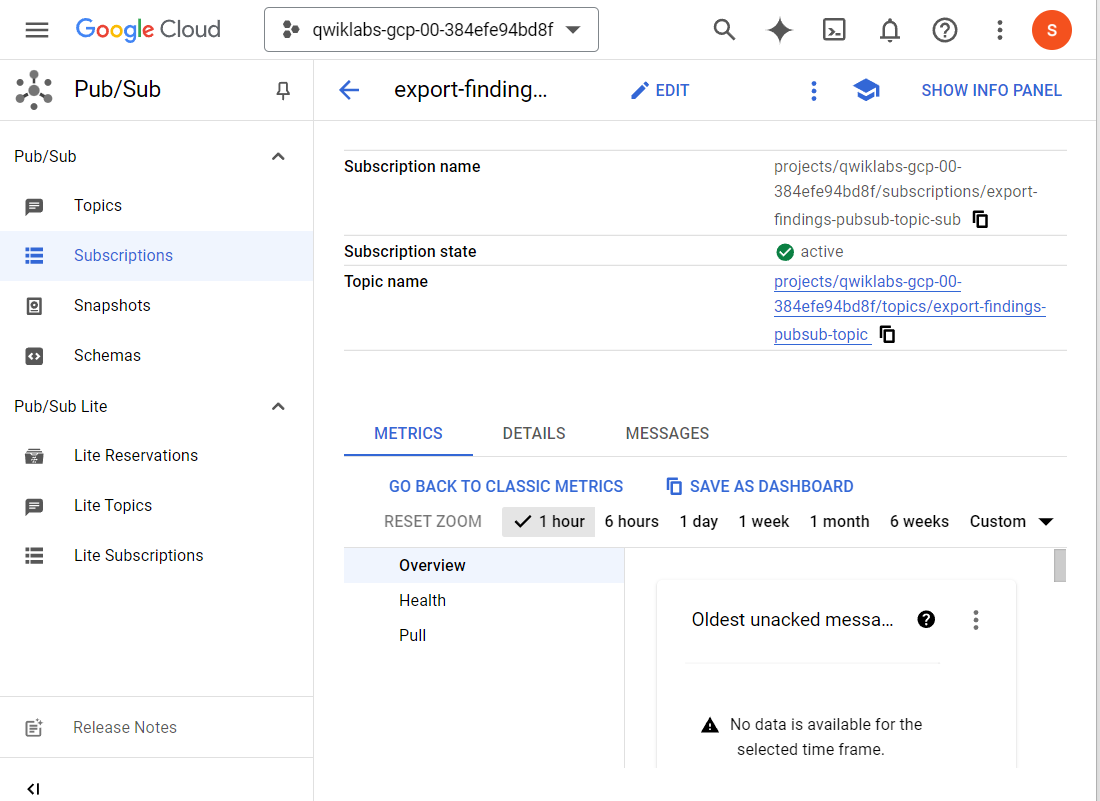 Google Cloud
qwiklabs-gcp-00-384efe94bd8f
S
Pub/Sub
export-finding...
EDIT
SHOW INFO PANEL
Pub/Sub
Topics
Subscriptions
Snapshots
Schemas
Pub/Sub Lite
Lite Reservations
Lite Topics
Lite Subscriptions
Release Notes
Subscription name
projects/qwiklabs-gcp-00-
384efe94bd8f/subscriptions/export-
findings-pubsub-topic-sub
Subscription state
active
Topic name
projects/qwiklabs-gcp-00-
384efe94bd8f/topics/export-findings-
pubsub-topic
METRICS DETAILS MESSAGES
GO BACK TO CLASSIC METRICS SAVE AS DASHBOARD
RESET ZOOM 1 hour 6 hours 1 day 1 week 1 month 6 weeks Custom
Overview
Health
Pull
Oldest unacked messa...
No data is available for the
selected time frame.